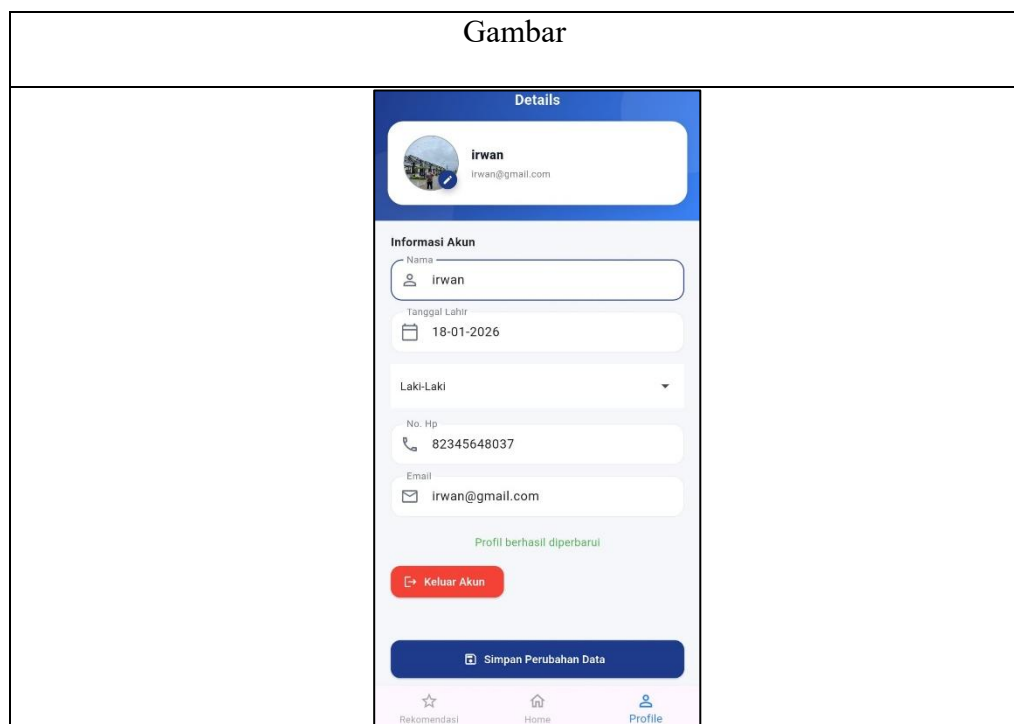 Gambar
Details
irwan
irwan@gmail.com
Informasi Akun
Nama
irwan
Tanggal Lahir
18-01-2026
Laki-Laki
No. Hp
82345648037
Email
irwan@gmail.com
Profil berhasil diperbarui
Keluar Akun
Simpan Perubahan Data
Rekomendasi
Home
Profile